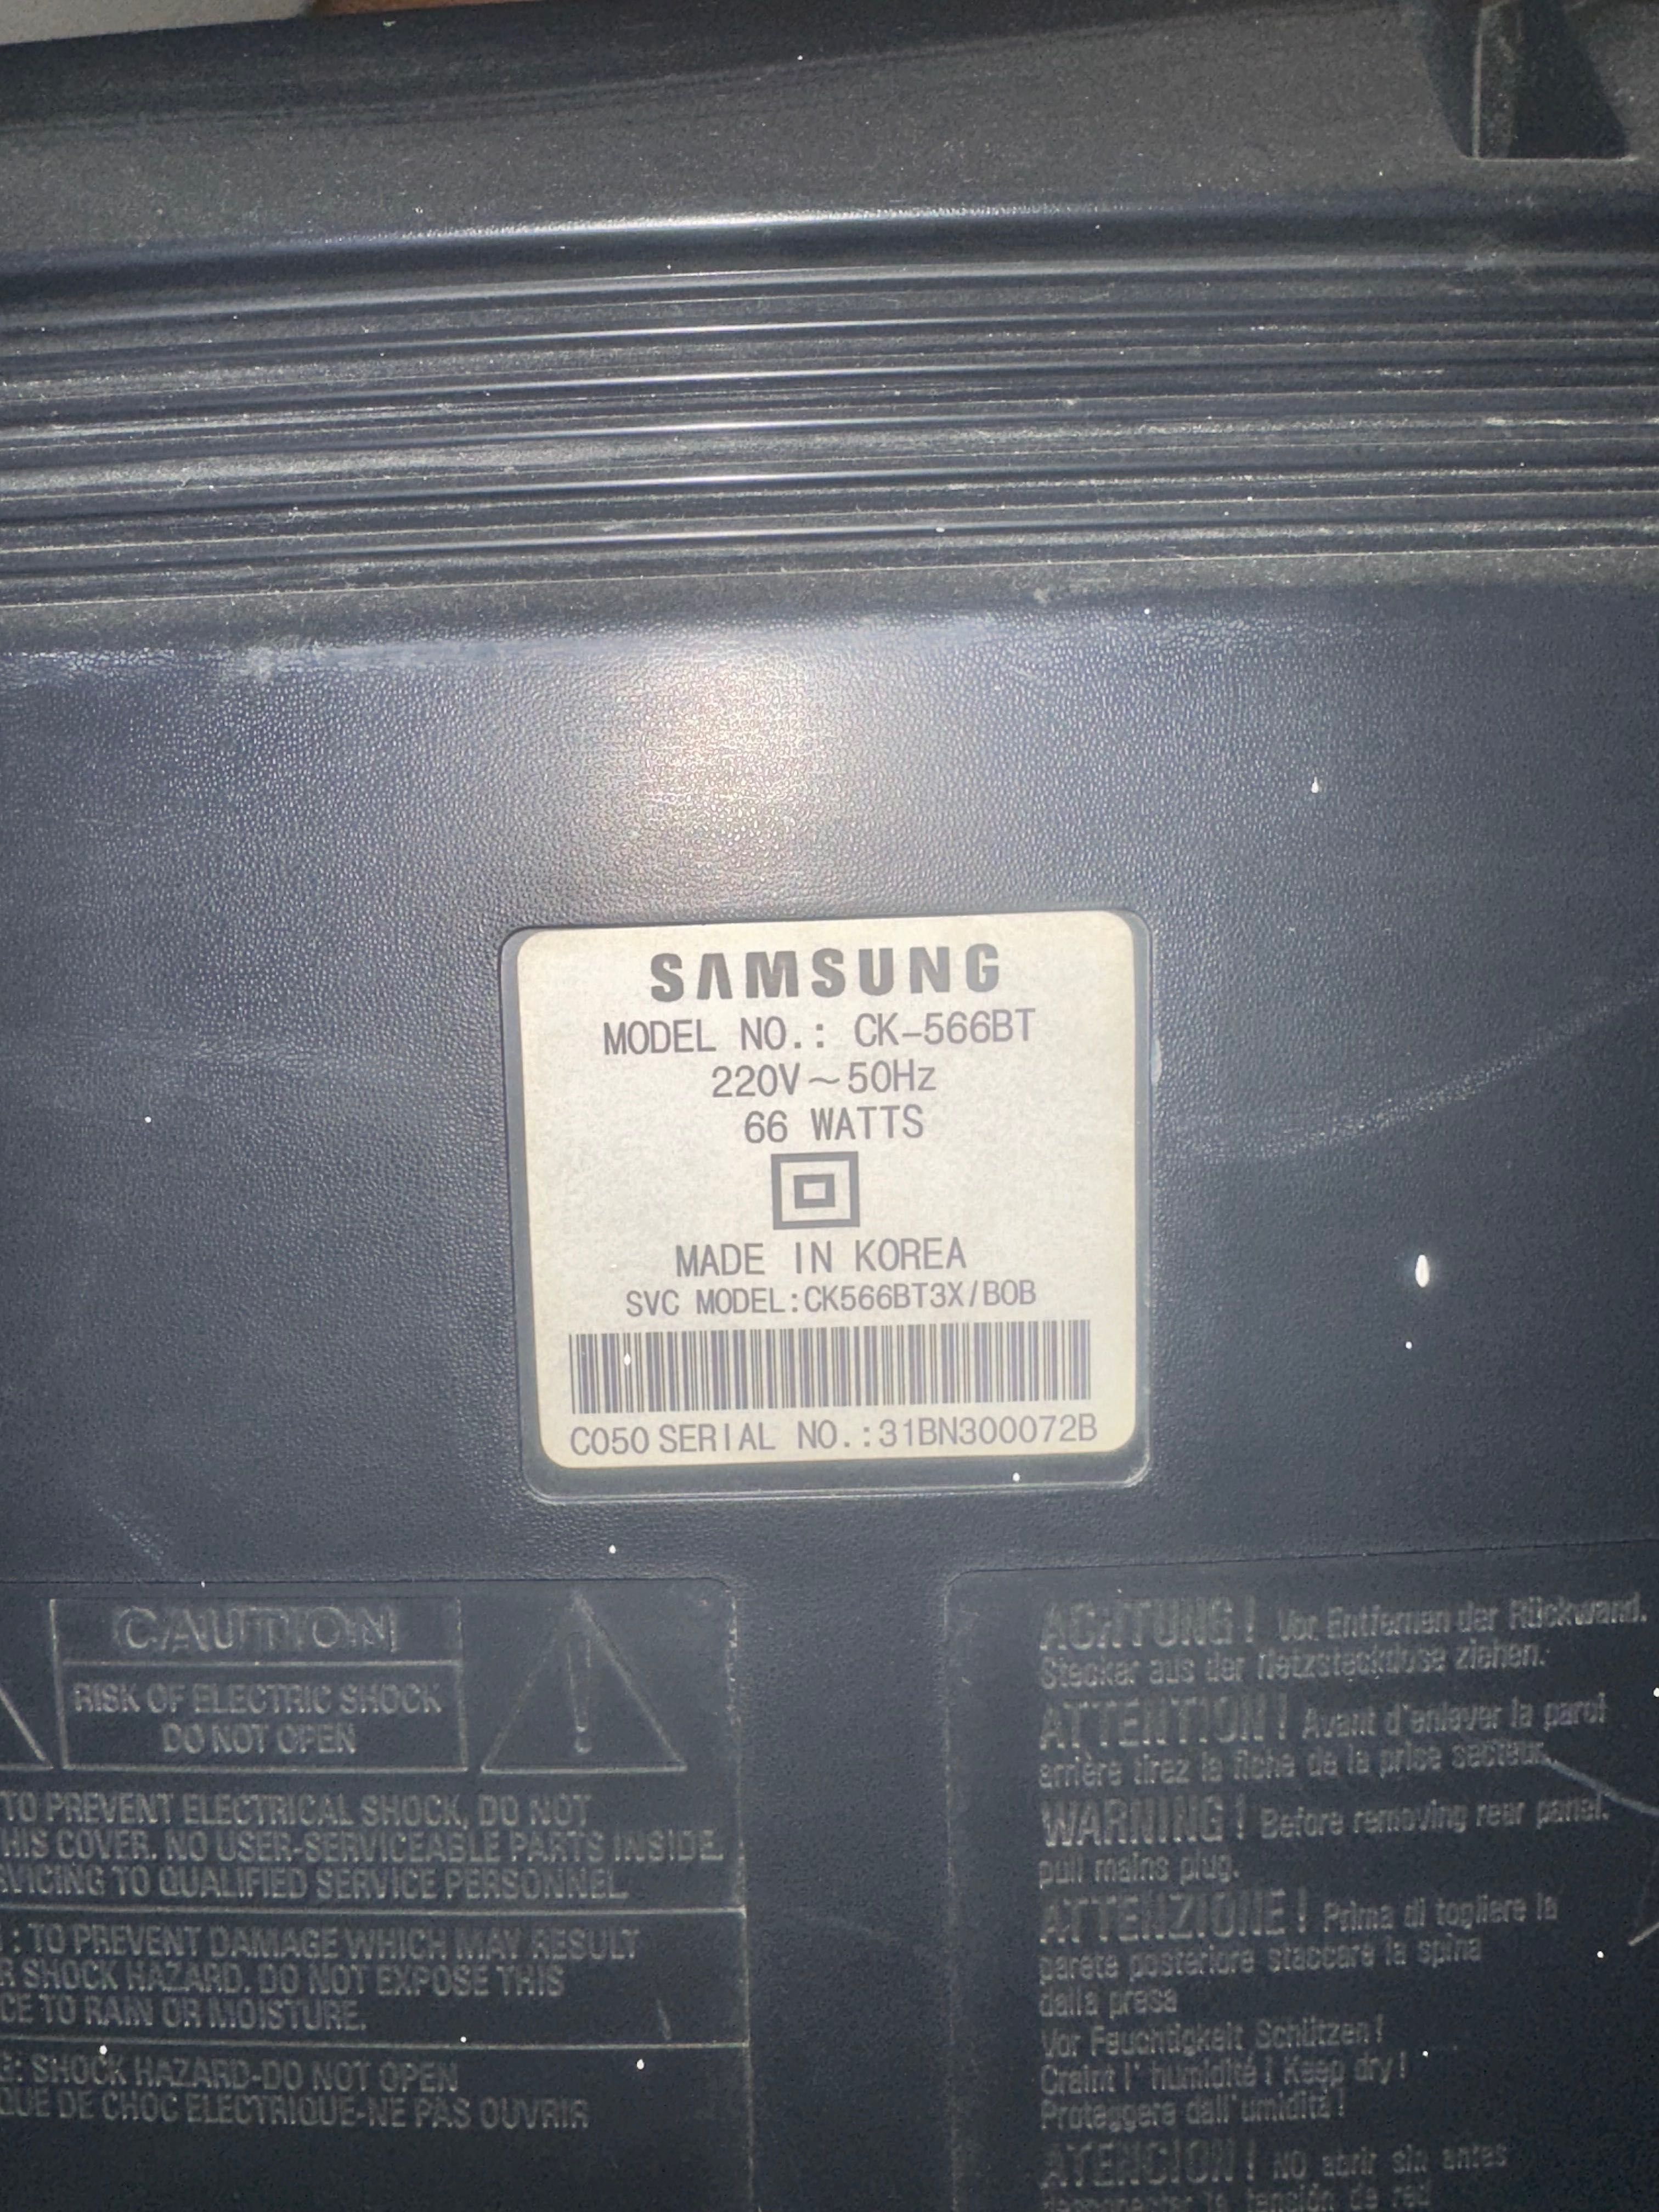 SAMSUNG
MODEL NO.: CK-566BT
220V~50Hz
66 WATTS
MADE IN KOREA
SVC MODEL:CK566BT3X/BOB
C050 SERIAL NO.:31BN300072B
CAUTION
RISK OF ELECTRIC SHOCK
DO NOT OPEN
TO PREVENT ELECTRICAL SHOCK, DO NOT
HIS COVER. NO USER-SERVICEABLE PARTS INSIDE.
VICING TO QUALIFIED SERVICE PERSONNEL
: TO PREVENT DAMAGE WHICH MAY RESULT
R SHOCK HAZARD. DO NOT EXPOSE THIS
CE TO RAIN OR MOISTURE.
: SHOCK HAZARD-DO NOT OPEN
QUE DE CHOC ELECTRIQUE-NE PAS OUVRIR
ACHTUNG! Vor Entfernen der Rückwand.
Stecker aus der Netzsteckdose ziehen.
ATTENTION! Avant d'enlever la paroi
arrière tirez la fiche de la prise secteur.
WARNING! Before removing rear panel.
pull mains plug.
ATTENZIONE! Prima di togliere la
parete posteriore staccare la spina
dalla presa
Vor Feuchtigkeit Schützen!
Craint l' humidité! Keep dry!
Proteggere dall'umidità!
ATENCION! NO abrir sin antes
la tensión de red